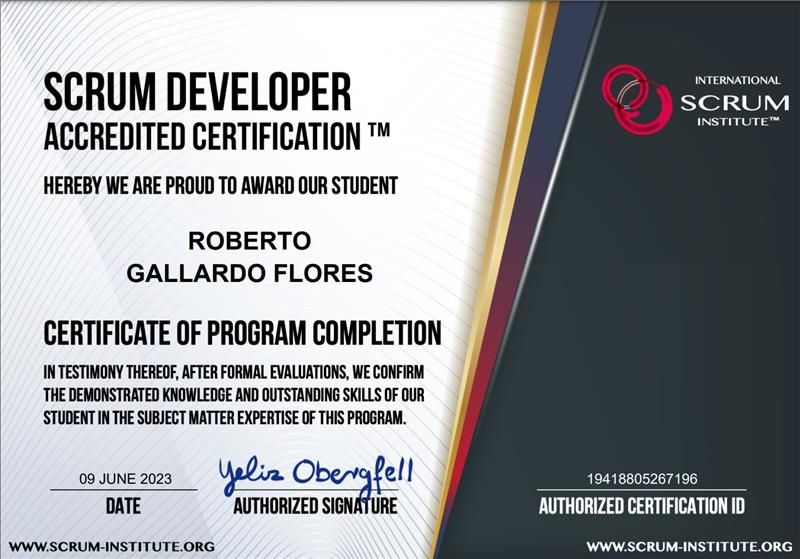 SCRUM DEVELOPER
ACCREDITED CERTIFICATION ™
HEREBY WE ARE PROUD TO AWARD OUR STUDENT
ROBERTO
GALLARDO FLORES
CERTIFICATE OF PROGRAM COMPLETION
IN TESTIMONY THEREOF, AFTER FORMAL EVALUATIONS, WE CONFIRM
THE DEMONSTRATED KNOWLEDGE AND OUTSTANDING SKILLS OF OUR
STUDENT IN THE SUBJECT MATTER EXPERTISE OF THIS PROGRAM.
09 JUNE 2023
DATE
Yeliz Obergfell
AUTHORIZED SIGNATURE
WWW.SCRUM-INSTITUTE.ORG
INTERNATIONAL
SCRUM
INSTITUTE™
19418805267196
AUTHORIZED CERTIFICATION ID
WWW.SCRUM-INSTITUTE.ORG